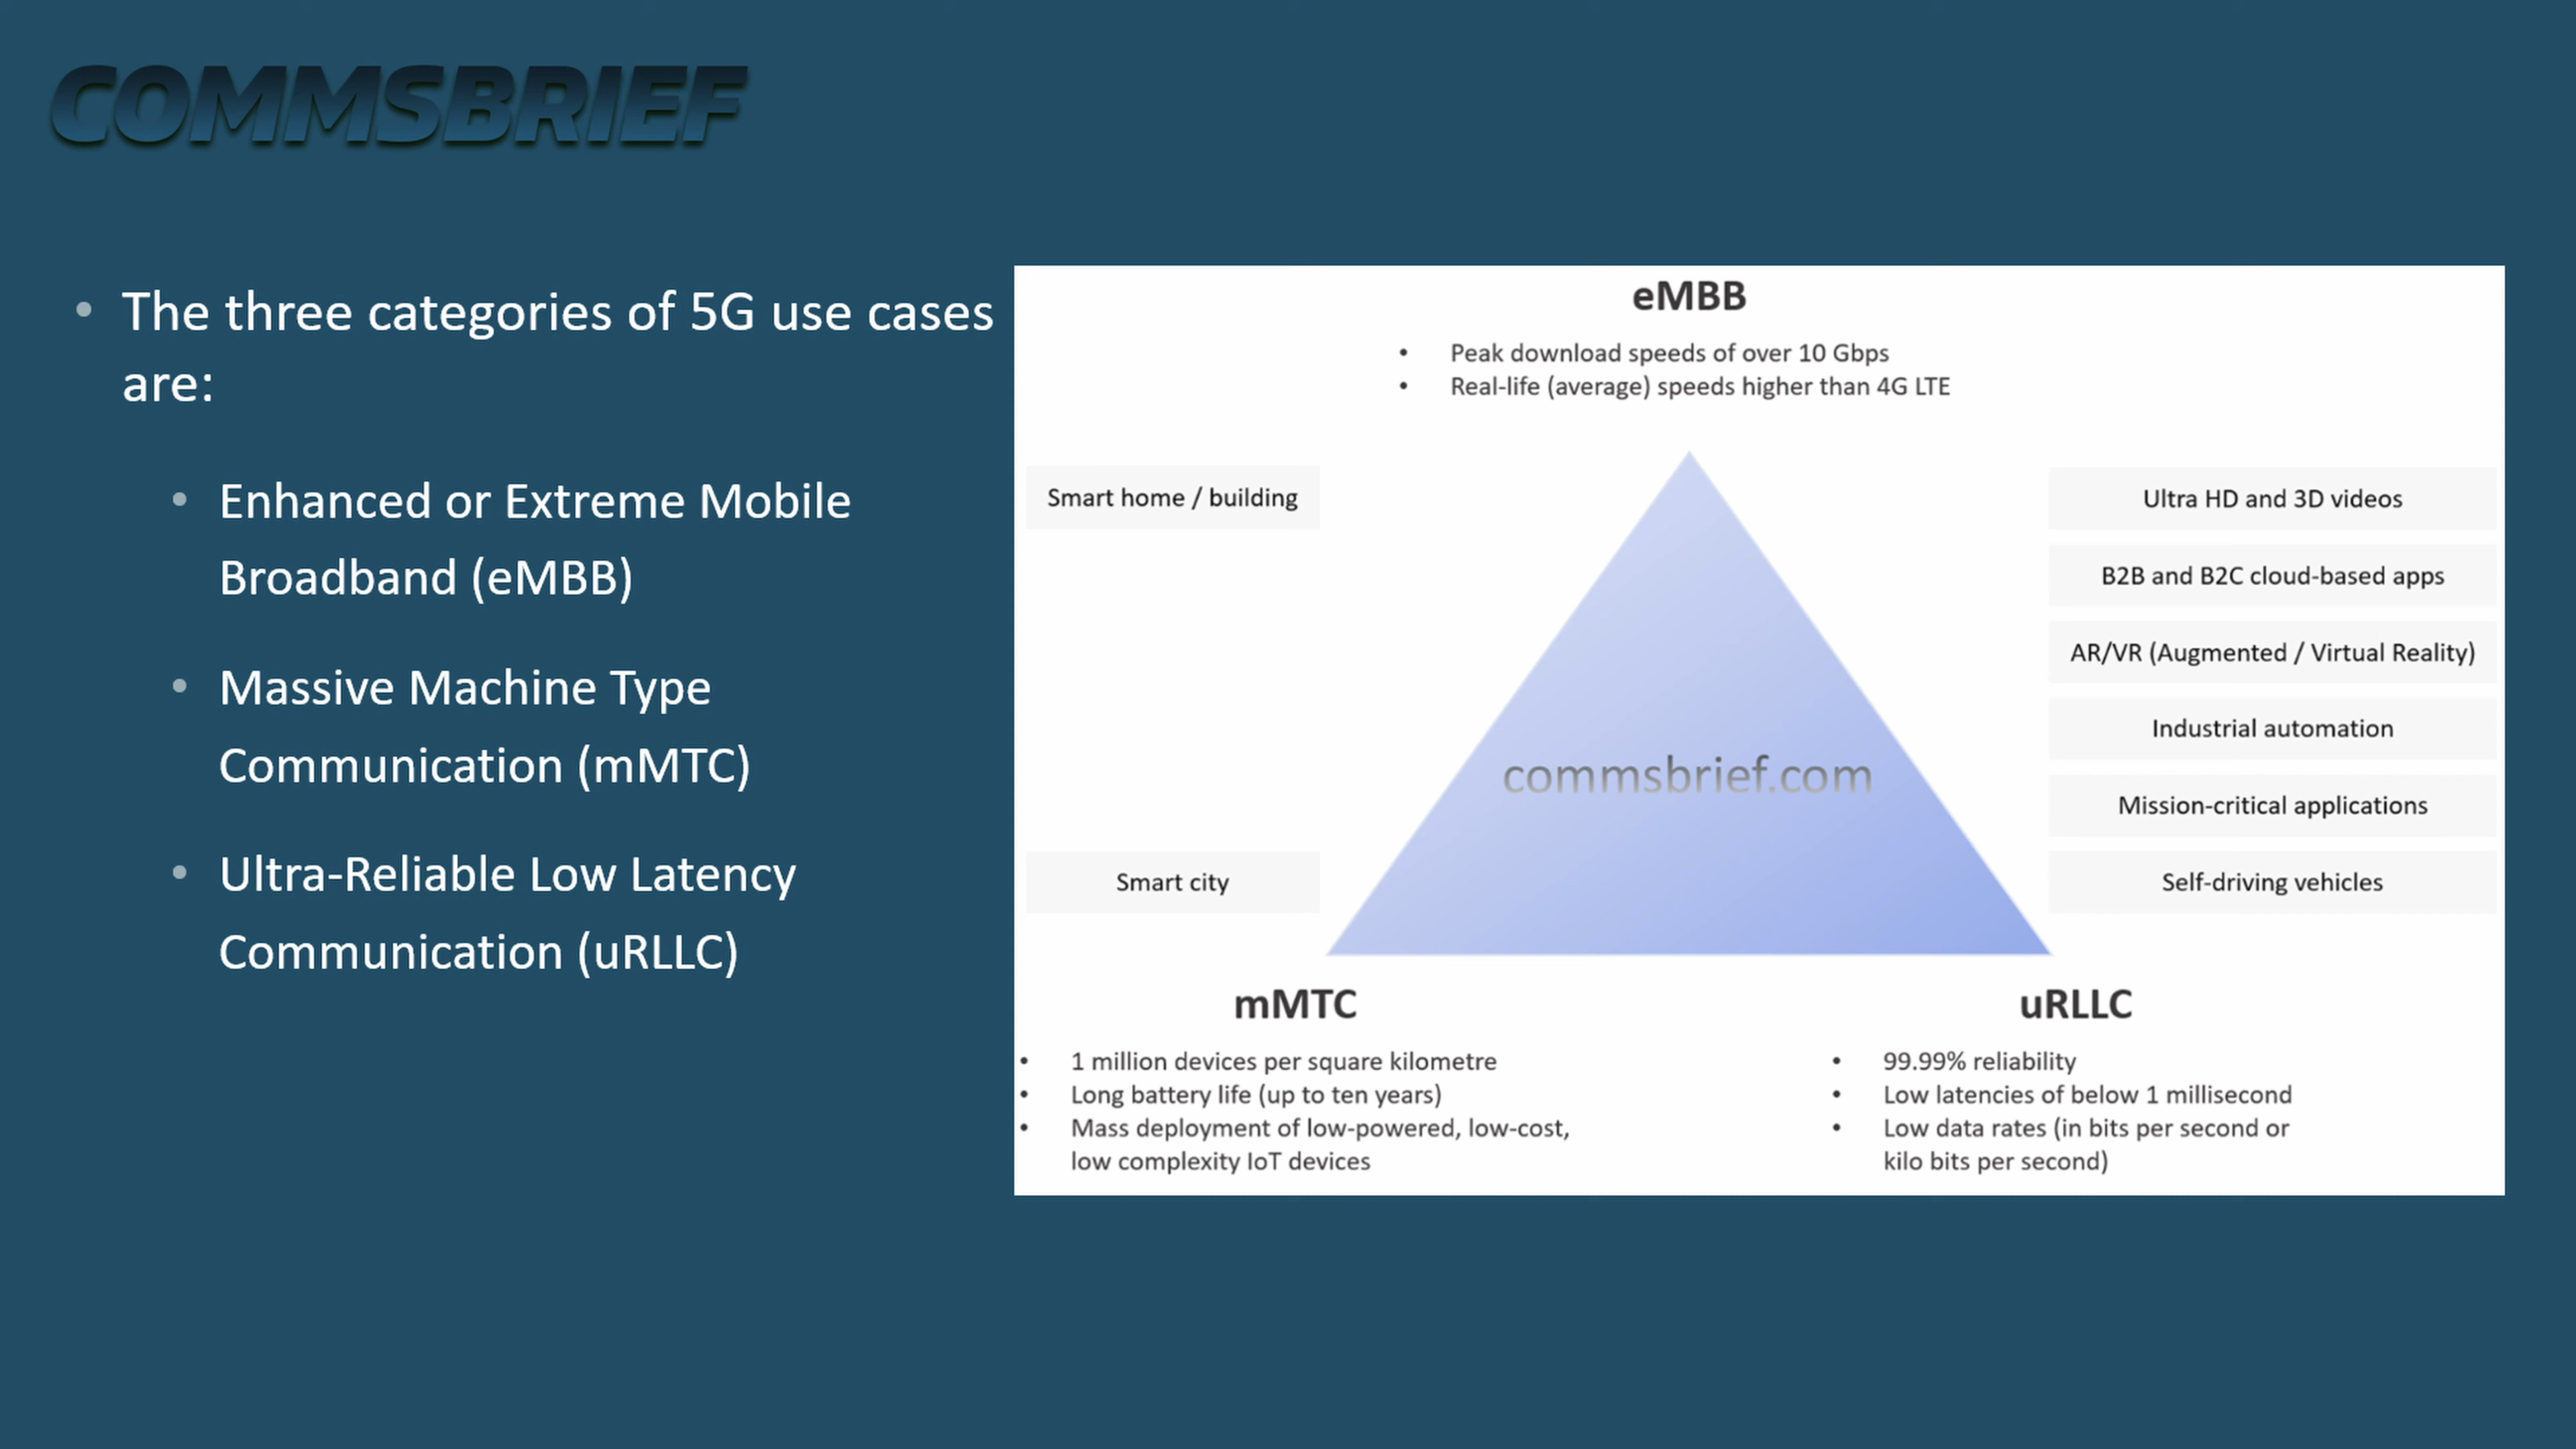 COMMSBRIEF
• The three categories of 5G use cases
are:
• Enhanced or Extreme Mobile
Broadband (eMBB)
• Massive Machine Type
Communication (mMTC)
• Ultra-Reliable Low Latency
Communication (uRLLC)
eMBB
• Peak download speeds of over 10 Gbps
• Real-life (average) speeds higher than 4G LTE
Smart home / building
Smart city
Ultra HD and 3D videos
B2B and B2C cloud-based apps
AR/VR (Augmented / Virtual Reality)
Industrial automation
Mission-critical applications
Self-driving vehicles
commsbrief.com
mMTC
• 1 million devices per square kilometre
• Long battery life (up to ten years)
• Mass deployment of low-powered, low-cost,
low complexity IoT devices
uRLLC
• 99.99% reliability
• Low latencies of below 1 millisecond
• Low data rates (in bits per second or
kilo bits per second)